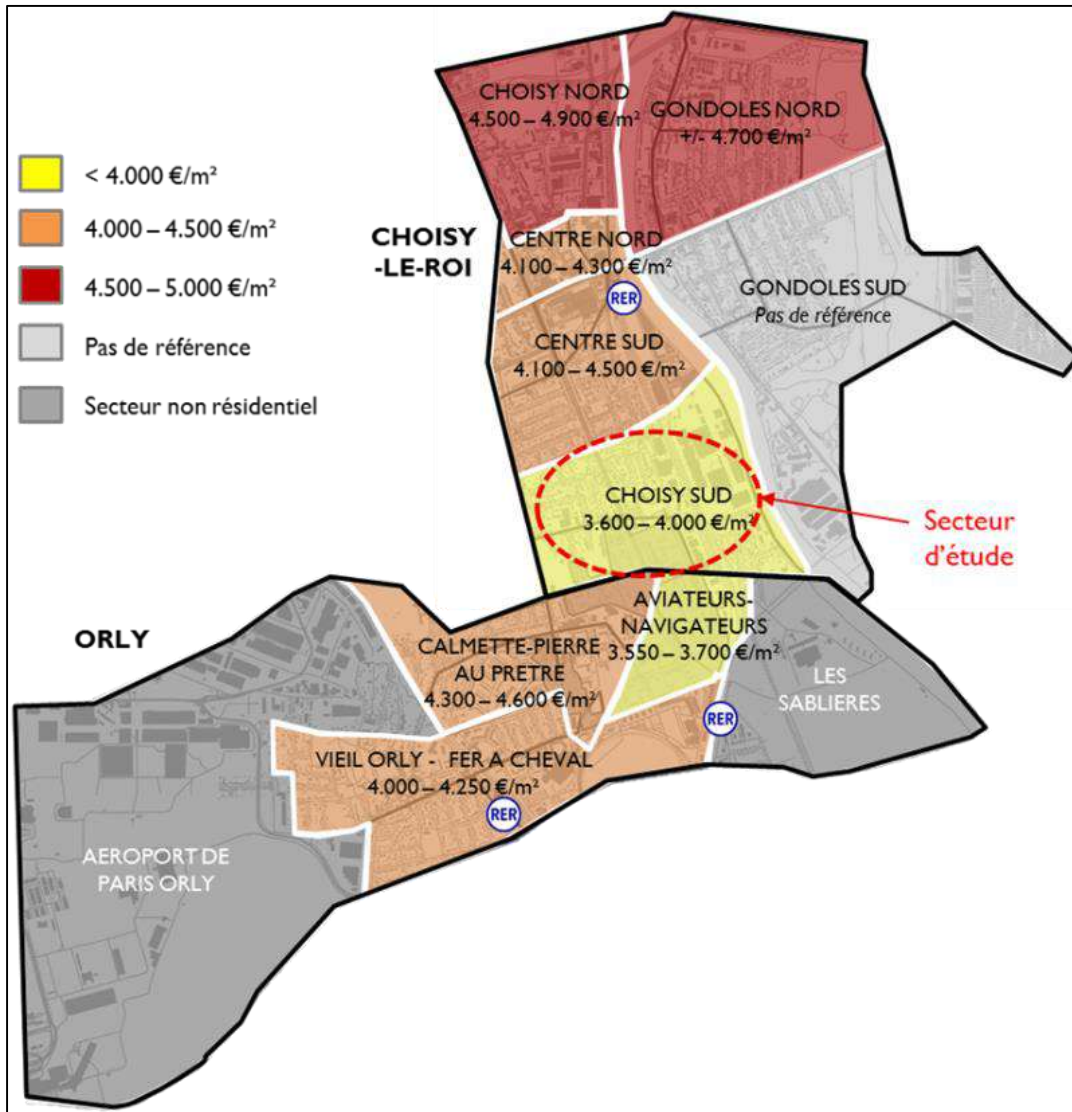 CHOISY NORD
4.500 – 4.900 €/m²
GONDOLES NORD
+/- 4.700 €/m²
< 4.000 €/m²
4.000 – 4.500 €/m²
4.500 – 5.000 €/m²
Pas de référence
Secteur non résidentiel
CHOISY
-LE-ROI
CENTRE NORD
4.100 – 4.300 €/m²
RER
GONDOLES SUD
Pas de référence
CENTRE SUD
4.100 – 4.500 €/m²
CHOISY SUD
3.600 – 4.000 €/m²
Secteur
d'étude
ORLY
AVIATEURS-
NAVIGATEURS
3.550 – 3.700 €/m²
CALMETTE-PIERRE
AU PRETRE
4.300 – 4.600 €/m²
LES
SABLIERES
RER
VIEIL ORLY - FER A CHEVAL
4.000 – 4.250 €/m²
RER
AEROPORT DE
PARIS ORLY